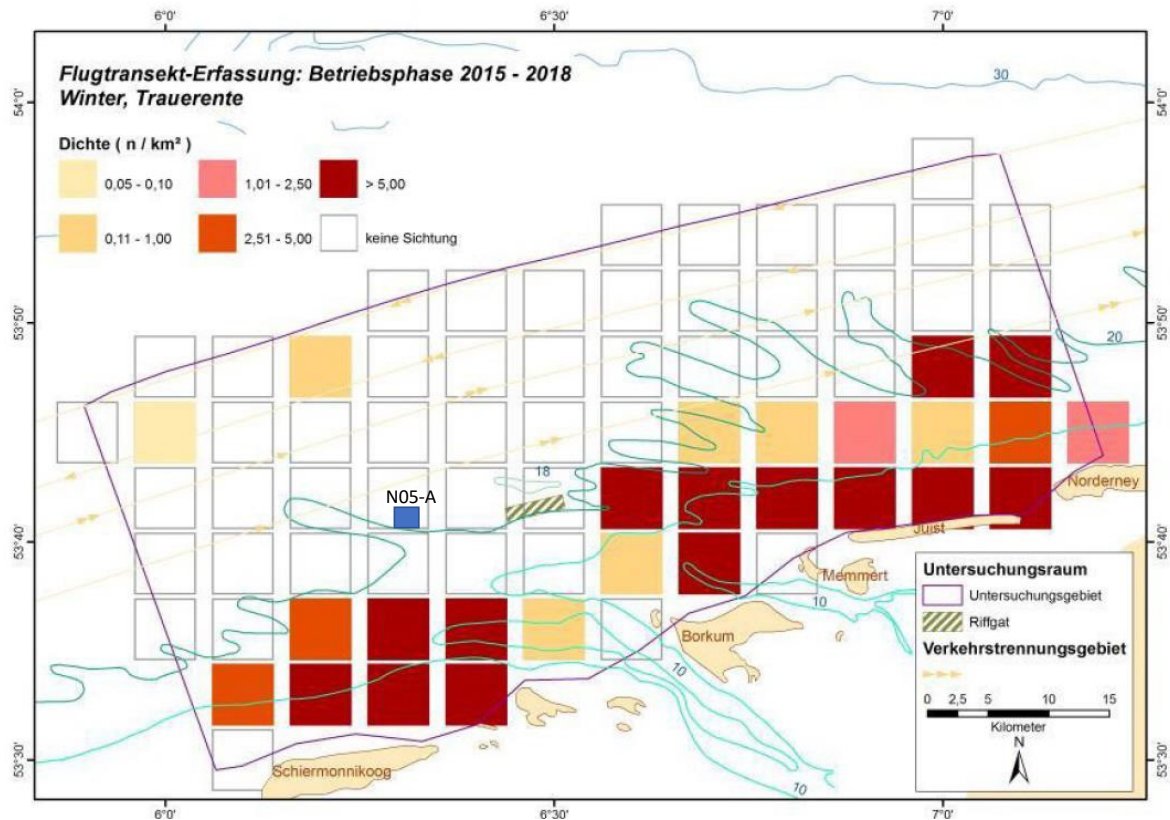 6°0'
6°30'
7°0'
Flugtransekt-Erfassung: Betriebsphase 2015 - 2018
Winter, Trauerente
Dichte ( n / km² )
0,05 - 0,10
1,01 - 2,50
> 5,00
0,11 - 1,00
2,51 - 5,00
keine Sichtung
30
54°0'
54°0'
53°50'
53°50'
20
18
N05-A
Norderney
53°40'
53°40'
Juist
Memmert
10
Borkum
10
Schiermonnikoog
10
53°30'
53°30'
Untersuchungsraum
Untersuchungsgebiet
Riffgat
Verkehrstrennungsgebiet
0 2,5 5 10 15
Kilometer
N
6°0'
6°30'
7°0'